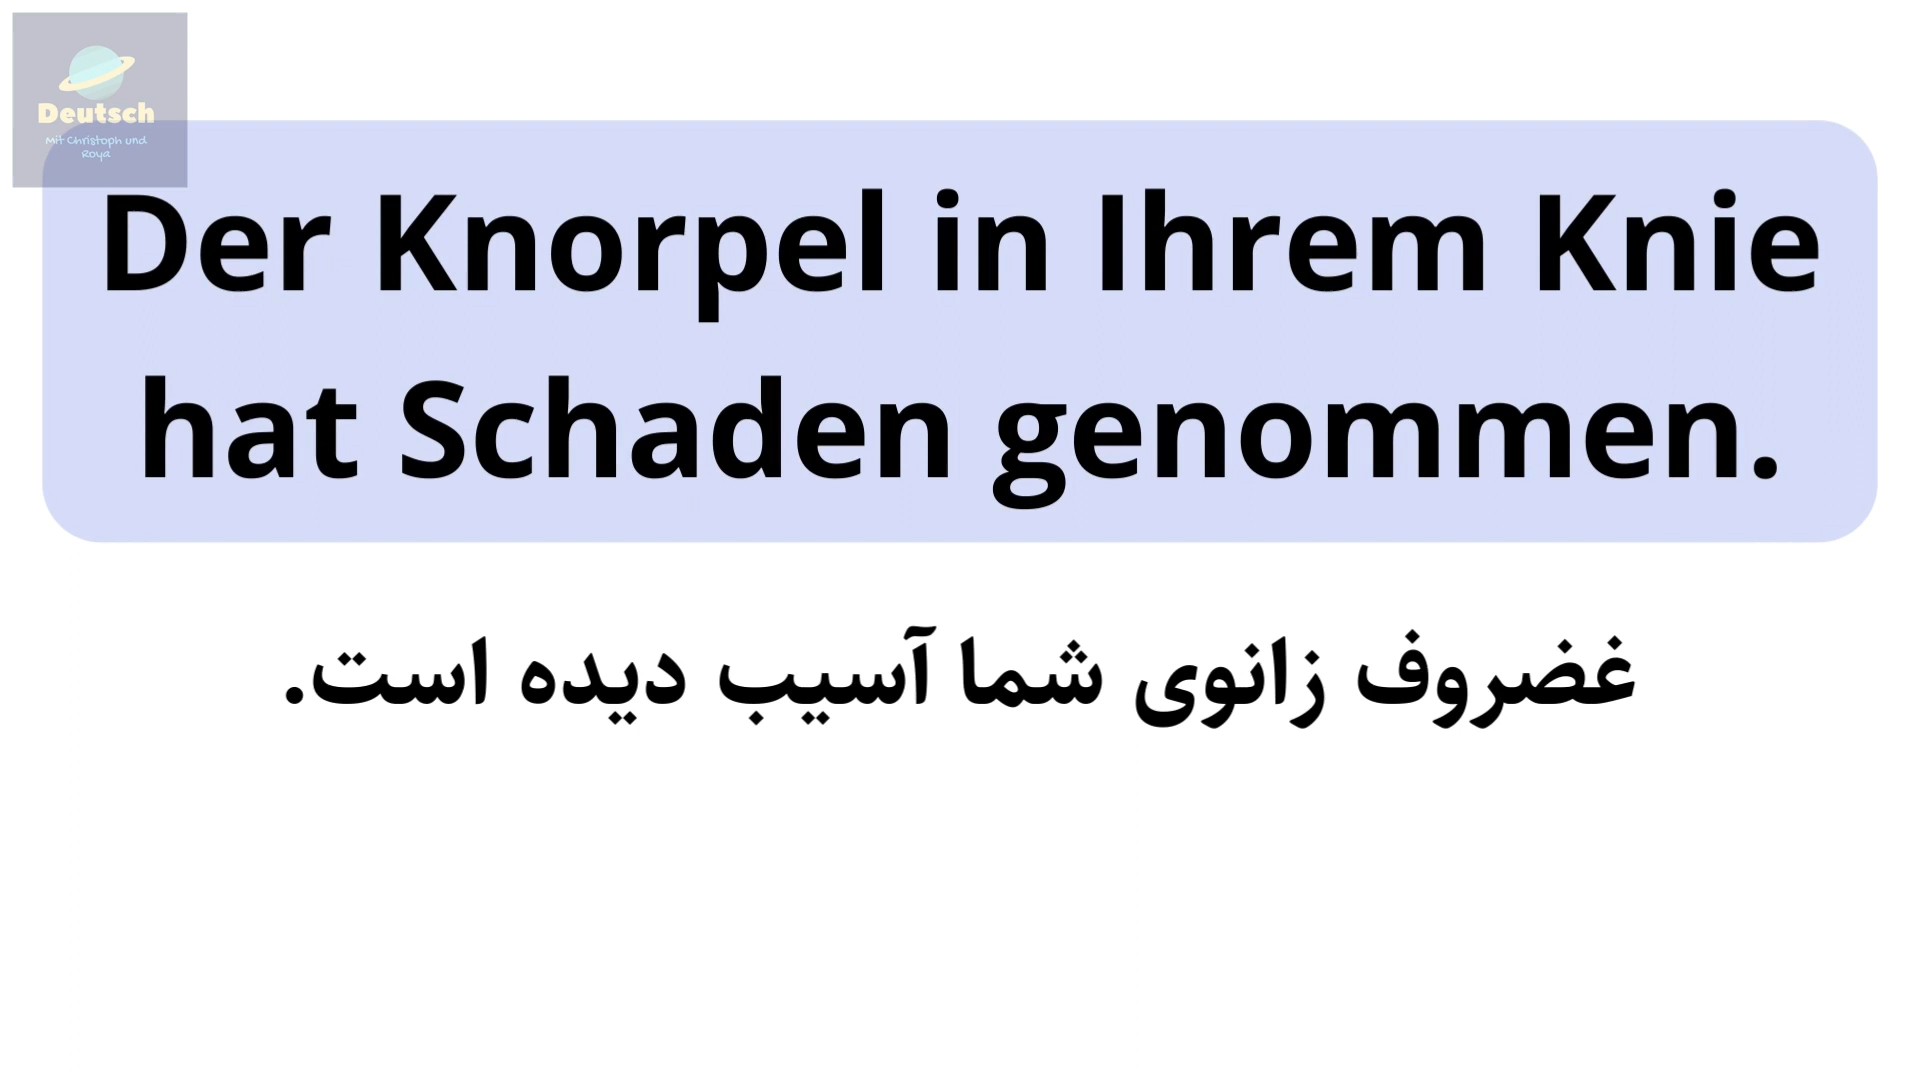 Deutsch
Mit Christoph und
Roya
Der Knorpel in Ihrem Knie
hat Schaden genommen.
غضروف زانوی شما آسیب دیده است.